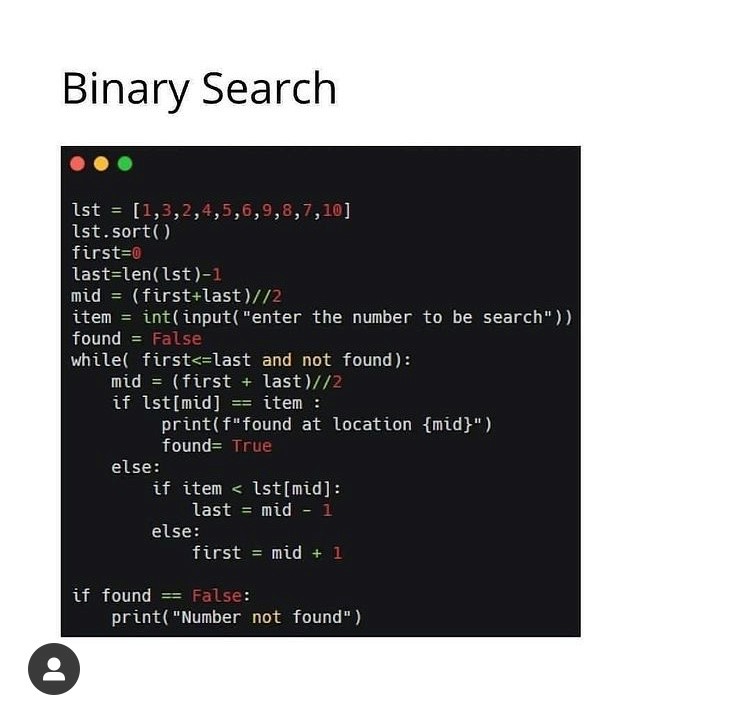 Binary Search
lst = [1,3,2,4,5,6,9,8,7,10]
lst.sort()
first=0
last=len(lst)-1
mid = (first+last)//2
item = int(input("enter the number to be search"))
found = False
while( first<=last and not found):
    mid = (first + last)//2
    if lst[mid] == item :
         print(f"found at location {mid}")
         found= True
    else:
        if item < lst[mid]:
            last = mid - 1
        else:
            first = mid + 1
if found == False:
    print("Number not found")